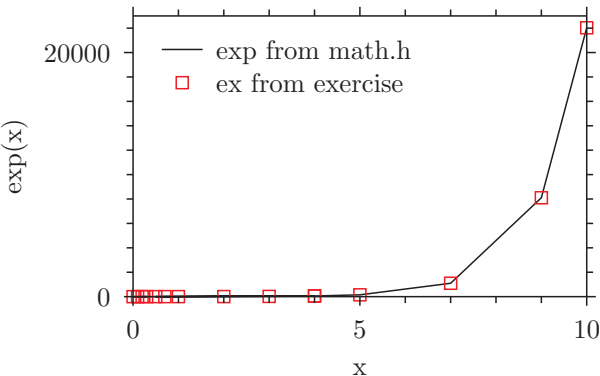 20000
exp from math.h
ex from exercise
exp(x)
0
0
5
10
x